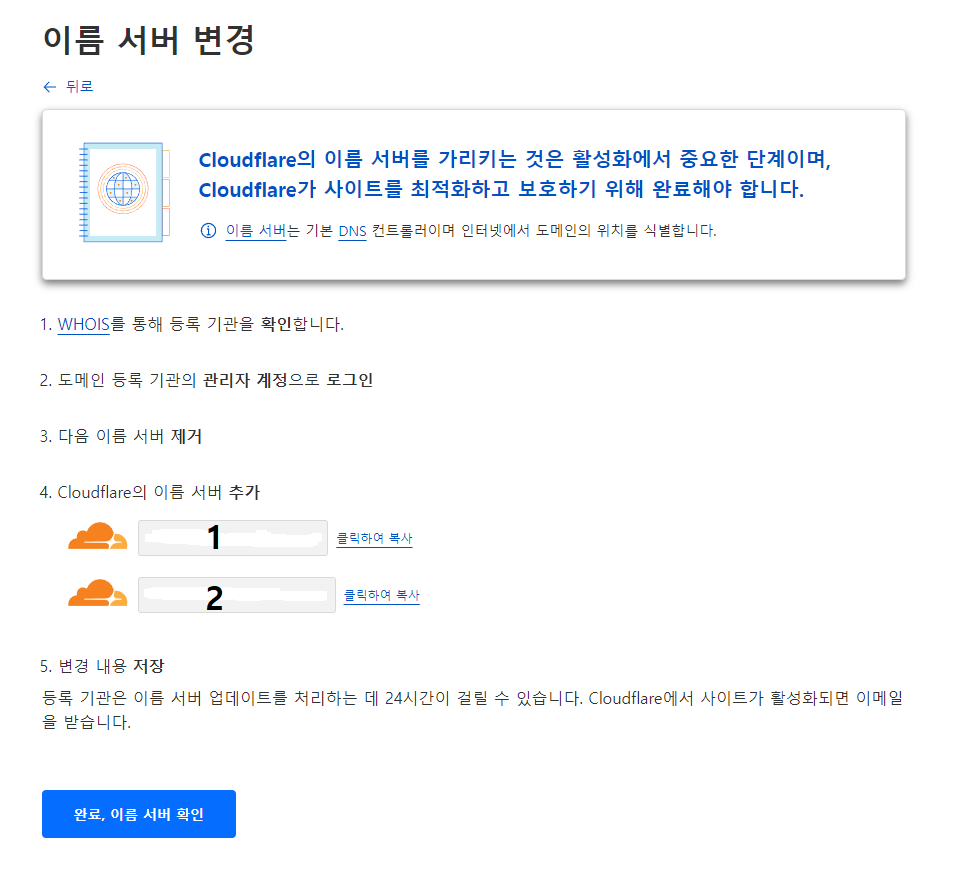 이름 서버 변경
← 뒤로
Cloudflare의 이름 서버를 가리키는 것은 활성화에서 중요한 단계이며,
Cloudflare가 사이트를 최적화하고 보호하기 위해 완료해야 합니다.
이름 서버는 기본 DNS 컨트롤러이며 인터넷에서 도메인의 위치를 식별합니다.
1. WHOIS를 통해 등록 기관을 확인합니다.
2. 도메인 등록 기관의 관리자 계정으로 로그인
3. 다음 이름 서버 제거
4. Cloudflare의 이름 서버 추가
1 클릭하여 복사
2 클릭하여 복사
5. 변경 내용 저장
등록 기관은 이름 서버 업데이트를 처리하는 데 24시간이 걸릴 수 있습니다. Cloudflare에서 사이트가 활성화되면 이메일
을 받습니다.
완료, 이름 서버 확인